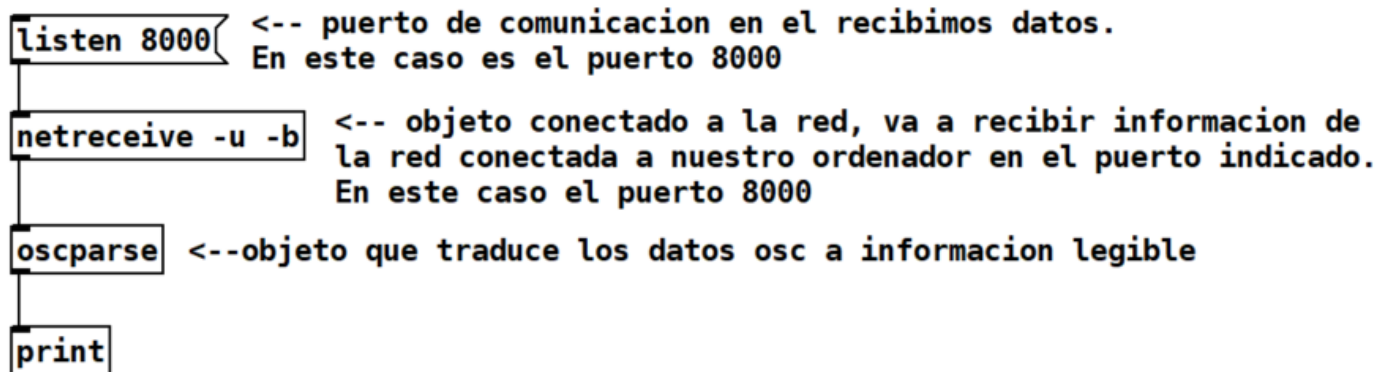 listen 8000
<-- puerto de comunicacion en el recibimos datos.
En este caso es el puerto 8000
netreceive -u -b
<-- objeto conectado a la red, va a recibir informacion de
la red conectada a nuestro ordenador en el puerto indicado.
En este caso el puerto 8000
oscparse
<--objeto que traduce los datos osc a informacion legible
print